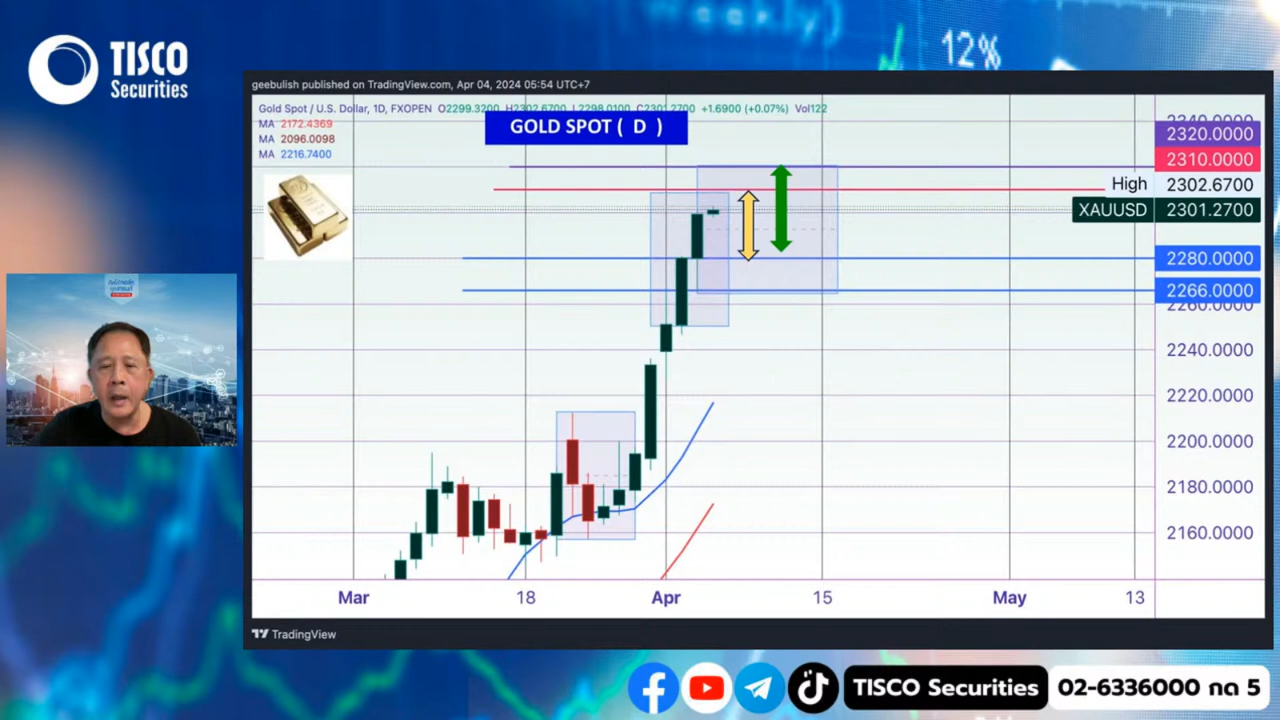 Weekly)
12%
TISCO
Securities
geebulish published on TradingView.com, Apr 04, 2024 05:54 UTC+7
Gold Spot / U.S. Dollar, 1D, FXOPEN O2299.3200 H2302.6700 L2298.0100 C2301.2700 +1.6900 (+0.07%) Vol122
MA 2172.4369
MA 2096.0098
MA 2216.7400
GOLD SPOT ( D )
2340.0000
2320.0000
2310.0000
High 2302.6700
XAUUSD 2301.2700
2280.0000
2266.0000
2260.0000
2240.0000
2220.0000
2200.0000
2180.0000
2160.0000
Mar 18 Apr 15 May 13
TradingView
TISCO Securities 02-6336000 กด 5